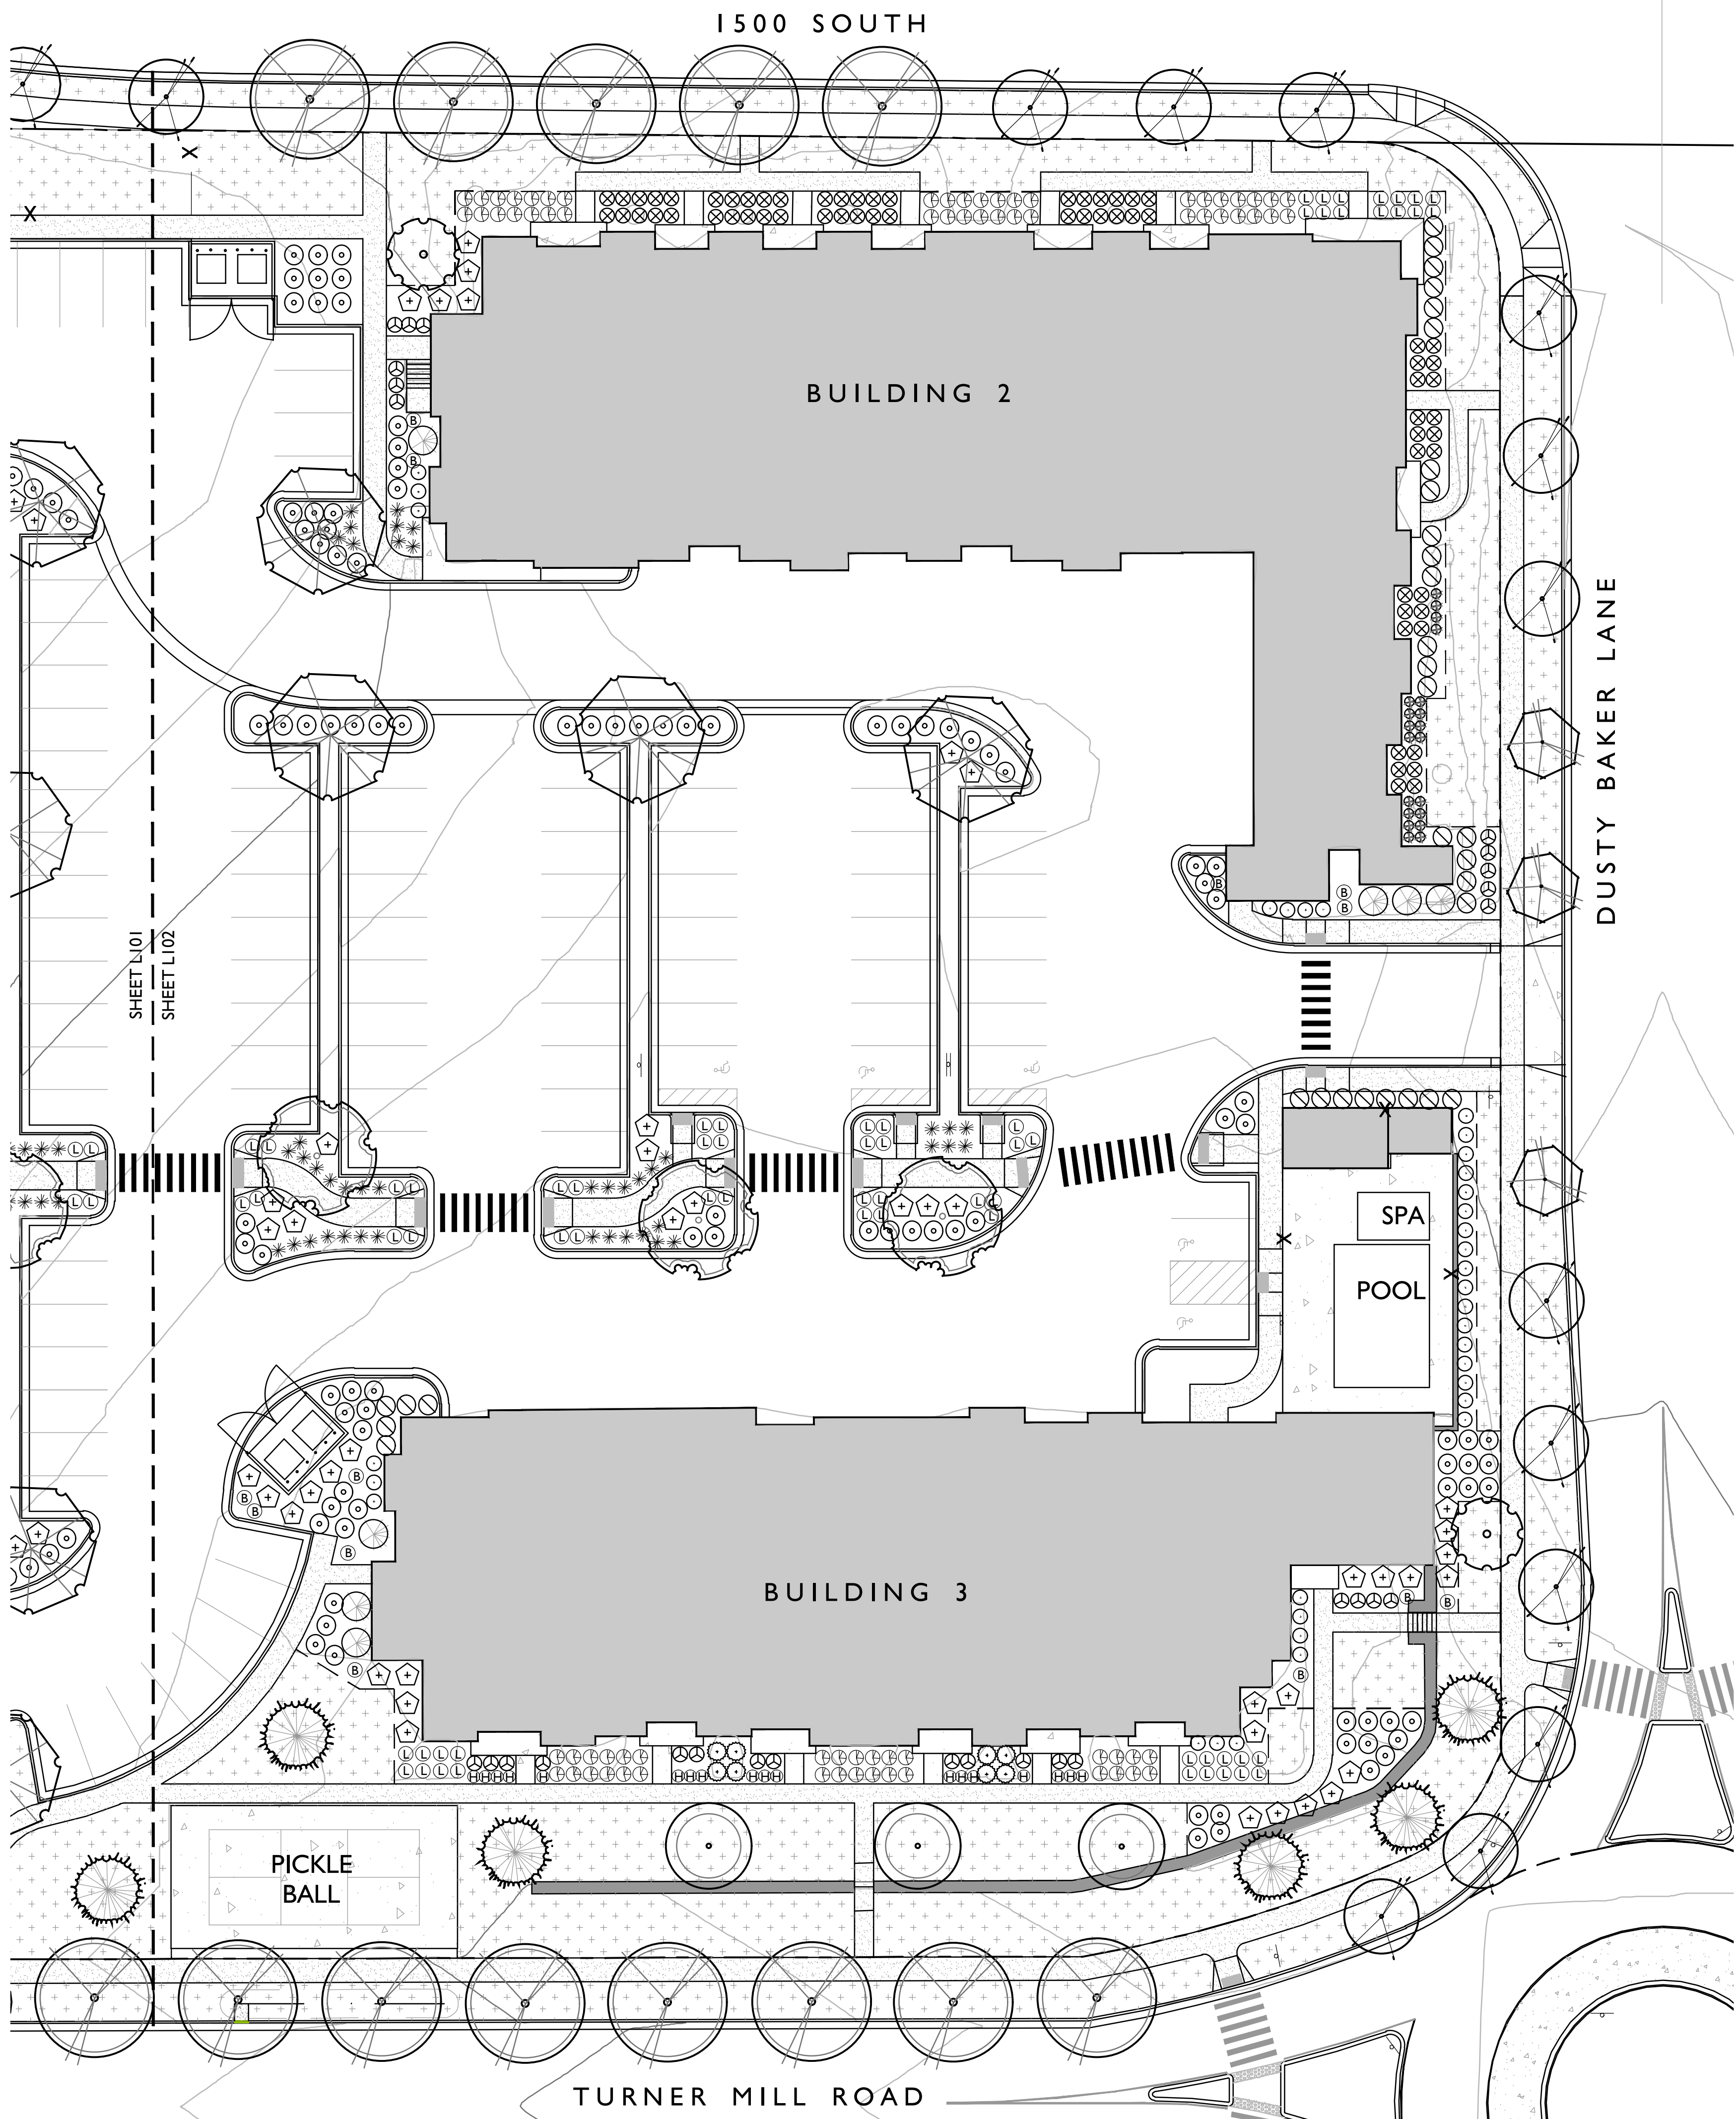 1500 SOUTH
BUILDING 2
DUSTY BAKER LANE
SHEET L101
SHEET L102
SPA
POOL
BUILDING 3
PICKLE
BALL
TURNER MILL ROAD